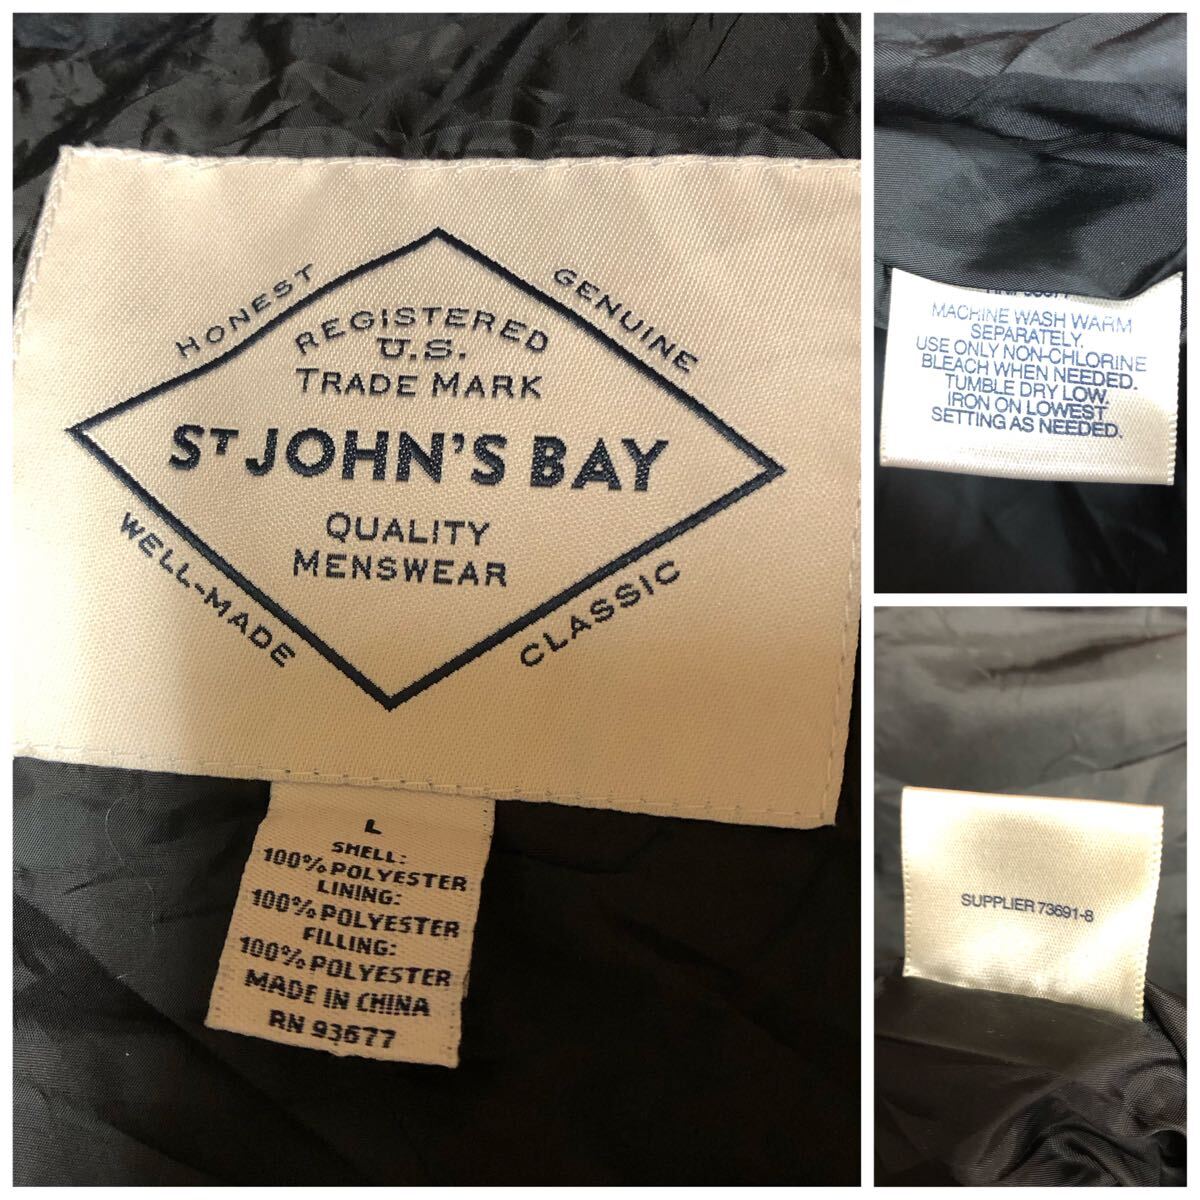 HONEST
GENUINE
REGISTERED
U.S.
TRADE MARK
ST JOHN'S BAY
QUALITY
MENSWEAR
WELL-MADE
CLASSIC
L
SHELL:
100% POLYESTER
LINING:
100% POLYESTER
FILLING:
100% POLYESTER
MADE IN CHINA
RN 93677
MACHINE WASH WARM
SEPARATELY.
USE ONLY NON-CHLORINE
BLEACH WHEN NEEDED.
TUMBLE DRY LOW.
IRON ON LOWEST
SETTING AS NEEDED.
SUPPLIER 73691-8